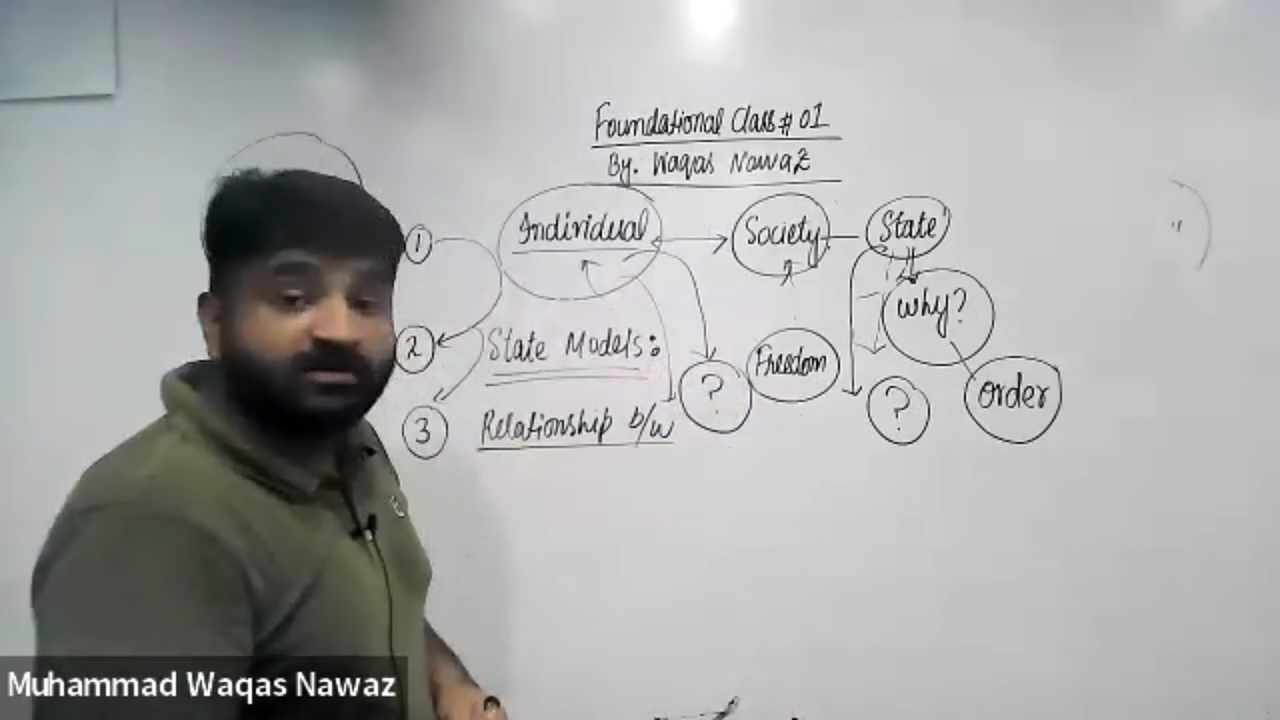 Foundational Class # 01
By. Waqas Nawaz
1 Individual Society State
why?
2 State Models: ? Freedom ? order
3 Relationship b/w
Muhammad Waqas Nawaz